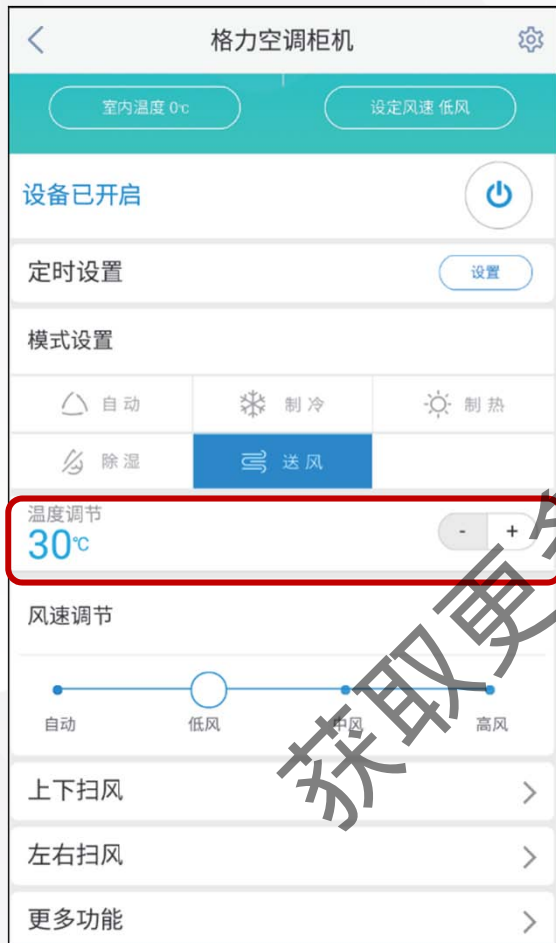 格力空调柜机
室内温度 0℃
设定风速 低风
设备已开启
定时设置
设置
模式设置
自动
制冷
制热
除湿
送风
温度调节
30℃
- +
风速调节
自动
低风
中风
高风
上下扫风
左右扫风
更多功能
获取更